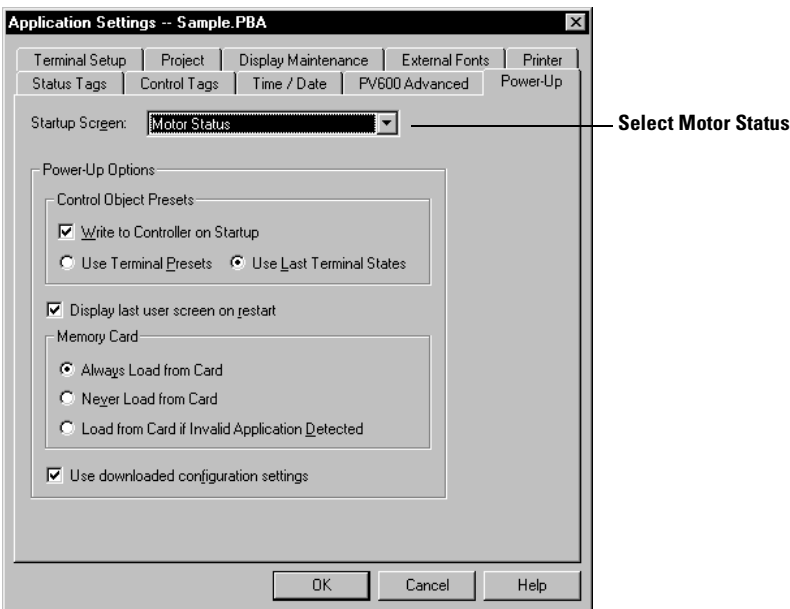 Application Settings -- Sample.PBA
Terminal Setup Project Display Maintenance External Fonts Printer
Status Tags Control Tags Time / Date PV600 Advanced Power-Up
Startup Screen: Motor Status
Select Motor Status
Power-Up Options
Control Object Presets
Write to Controller on Startup
Use Terminal Presets Use Last Terminal States
Display last user screen on restart
Memory Card
Always Load from Card
Never Load from Card
Load from Card if Invalid Application Detected
Use downloaded configuration settings
OK Cancel Help